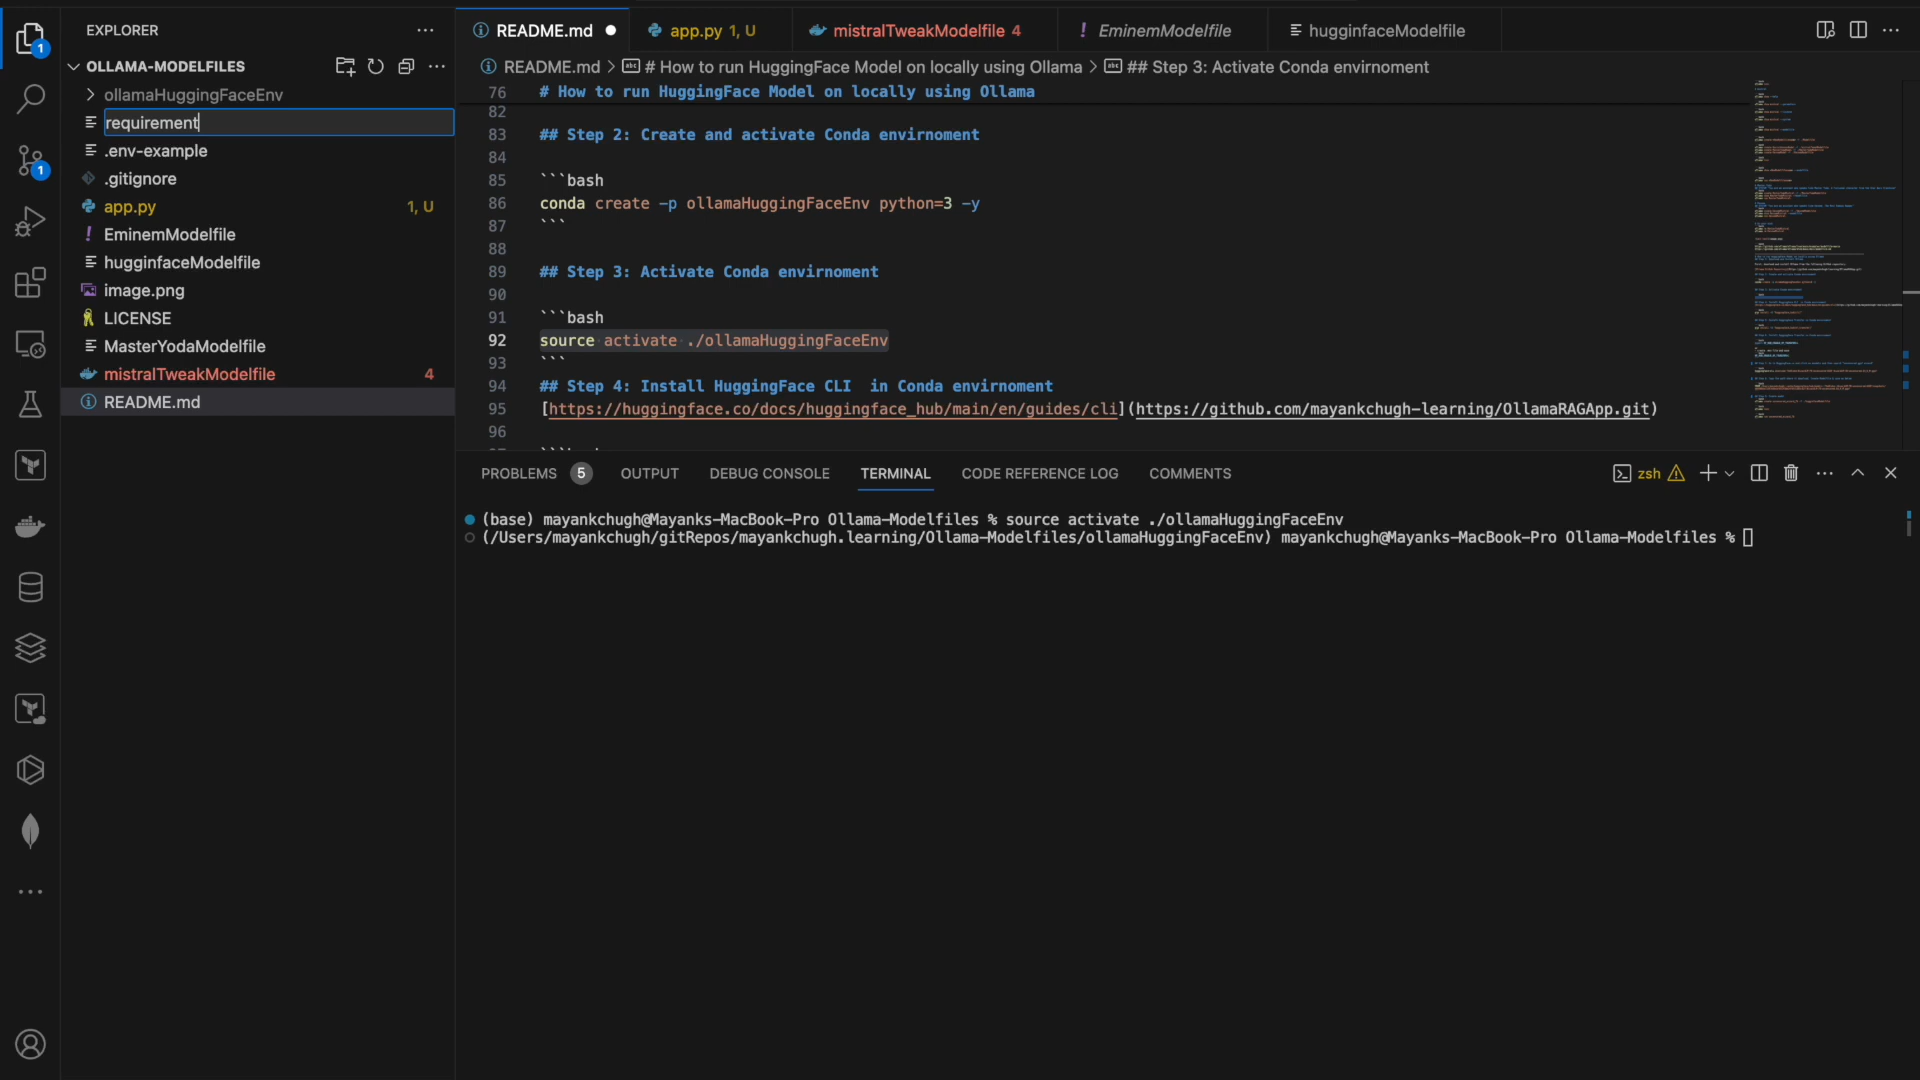 EXPLORER
OLLAMA-MODELFILES
ollamaHuggingFaceEnv
requirement
.env-example
.gitignore
app.py 1, U
EminemModelfile
hugginfaceModelfile
image.png
LICENSE
MasterYodaModelfile
mistralTweakModelfile 4
README.md
1
1
README.md
app.py 1, U
mistralTweakModelfile 4
EminemModelfile
hugginfaceModelfile
README.md > # How to run HuggingFace Model on locally using Ollama > ## Step 3: Activate Conda envirnoment
76 # How to run HuggingFace Model on locally using Ollama
82
83 ## Step 2: Create and activate Conda envirnoment
84
85 ```bash
86 conda create -p ollamaHuggingFaceEnv python=3 -y
87 ```
88
89 ## Step 3: Activate Conda envirnoment
90
91 ```bash
92 source activate ./ollamaHuggingFaceEnv
93 ```
94 ## Step 4: Install HuggingFace CLI  in Conda envirnoment
95 [https://huggingface.co/docs/huggingface_hub/main/en/guides/cli](https://github.com/mayankchugh-learning/OllamaRAGApp.git)
96
PROBLEMS 5 OUTPUT DEBUG CONSOLE TERMINAL CODE REFERENCE LOG COMMENTS
zsh
(base) mayankchugh@Mayanks-MacBook-Pro Ollama-Modelfiles % source activate ./ollamaHuggingFaceEnv
(/Users/mayankchugh/gitRepos/mayankchugh.learning/Ollama-Modelfiles/ollamaHuggingFaceEnv) mayankchugh@Mayanks-MacBook-Pro Ollama-Modelfiles %